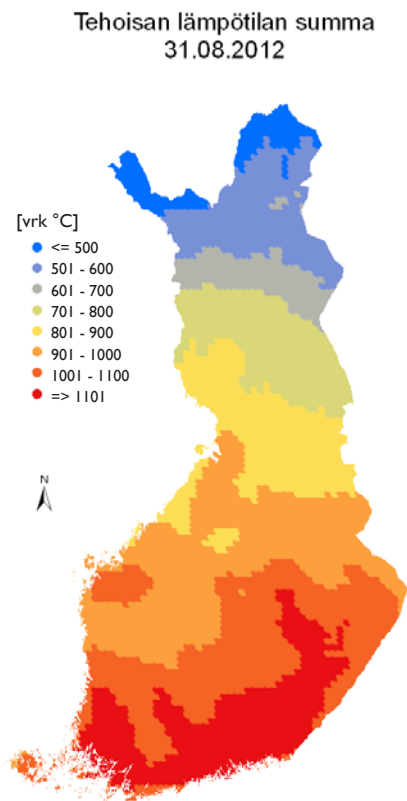 Tehoisan lämpötilan summa
31.08.2012
[vrk °C]
<= 500
501 - 600
601 - 700
701 - 800
801 - 900
901 - 1000
1001 - 1100
=> 1101
N